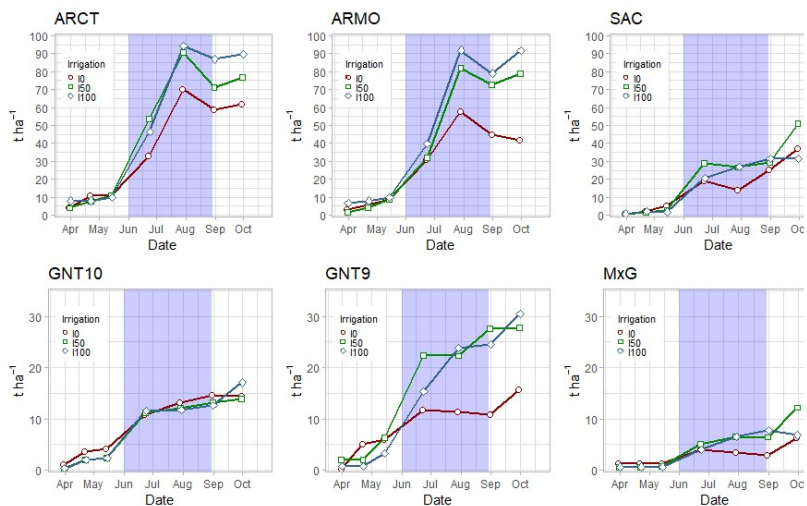 ARCT
ARMO
SAC
100
90
80
70
60
50
40
30
20
10
0
t ha⁻¹
Irrigation
I0
I50
I100
Apr May Jun Jul Aug Sep Oct
Date
100
90
80
70
60
50
40
30
20
10
0
t ha⁻¹
Irrigation
I0
I50
I100
Apr May Jun Jul Aug Sep Oct
Date
100
90
80
70
60
50
40
30
20
10
0
t ha⁻¹
Irrigation
I0
I50
I100
Apr May Jun Jul Aug Sep Oct
Date
GNT10
GNT9
MxG
30
20
10
0
t ha⁻¹
Irrigation
I0
I50
I100
Apr May Jun Jul Aug Sep Oct
Date
30
20
10
0
t ha⁻¹
Irrigation
I0
I50
I100
Apr May Jun Jul Aug Sep Oct
Date
30
20
10
0
t ha⁻¹
Irrigation
I0
I50
I100
Apr May Jun Jul Aug Sep Oct
Date